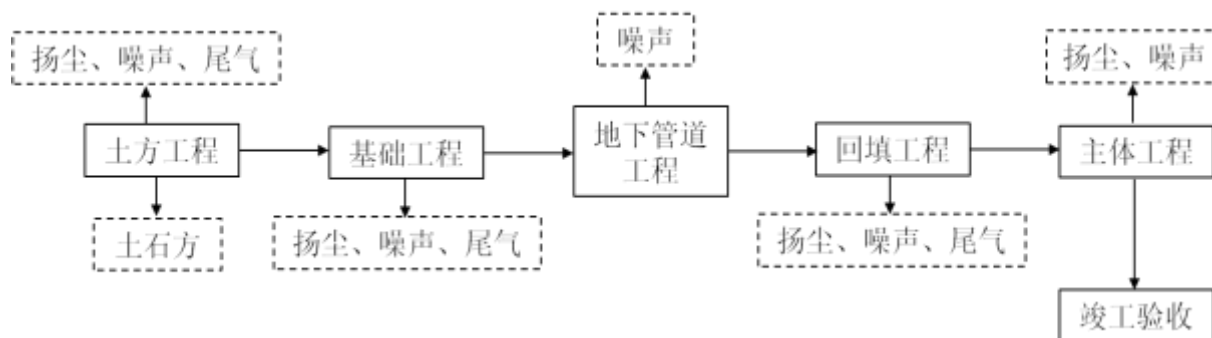 噪声
扬尘、噪声、尾气
扬尘、噪声
土方工程
基础工程
地下管道
工程
回填工程
主体工程
土石方
扬尘、噪声、尾气
扬尘、噪声、尾气
竣工验收